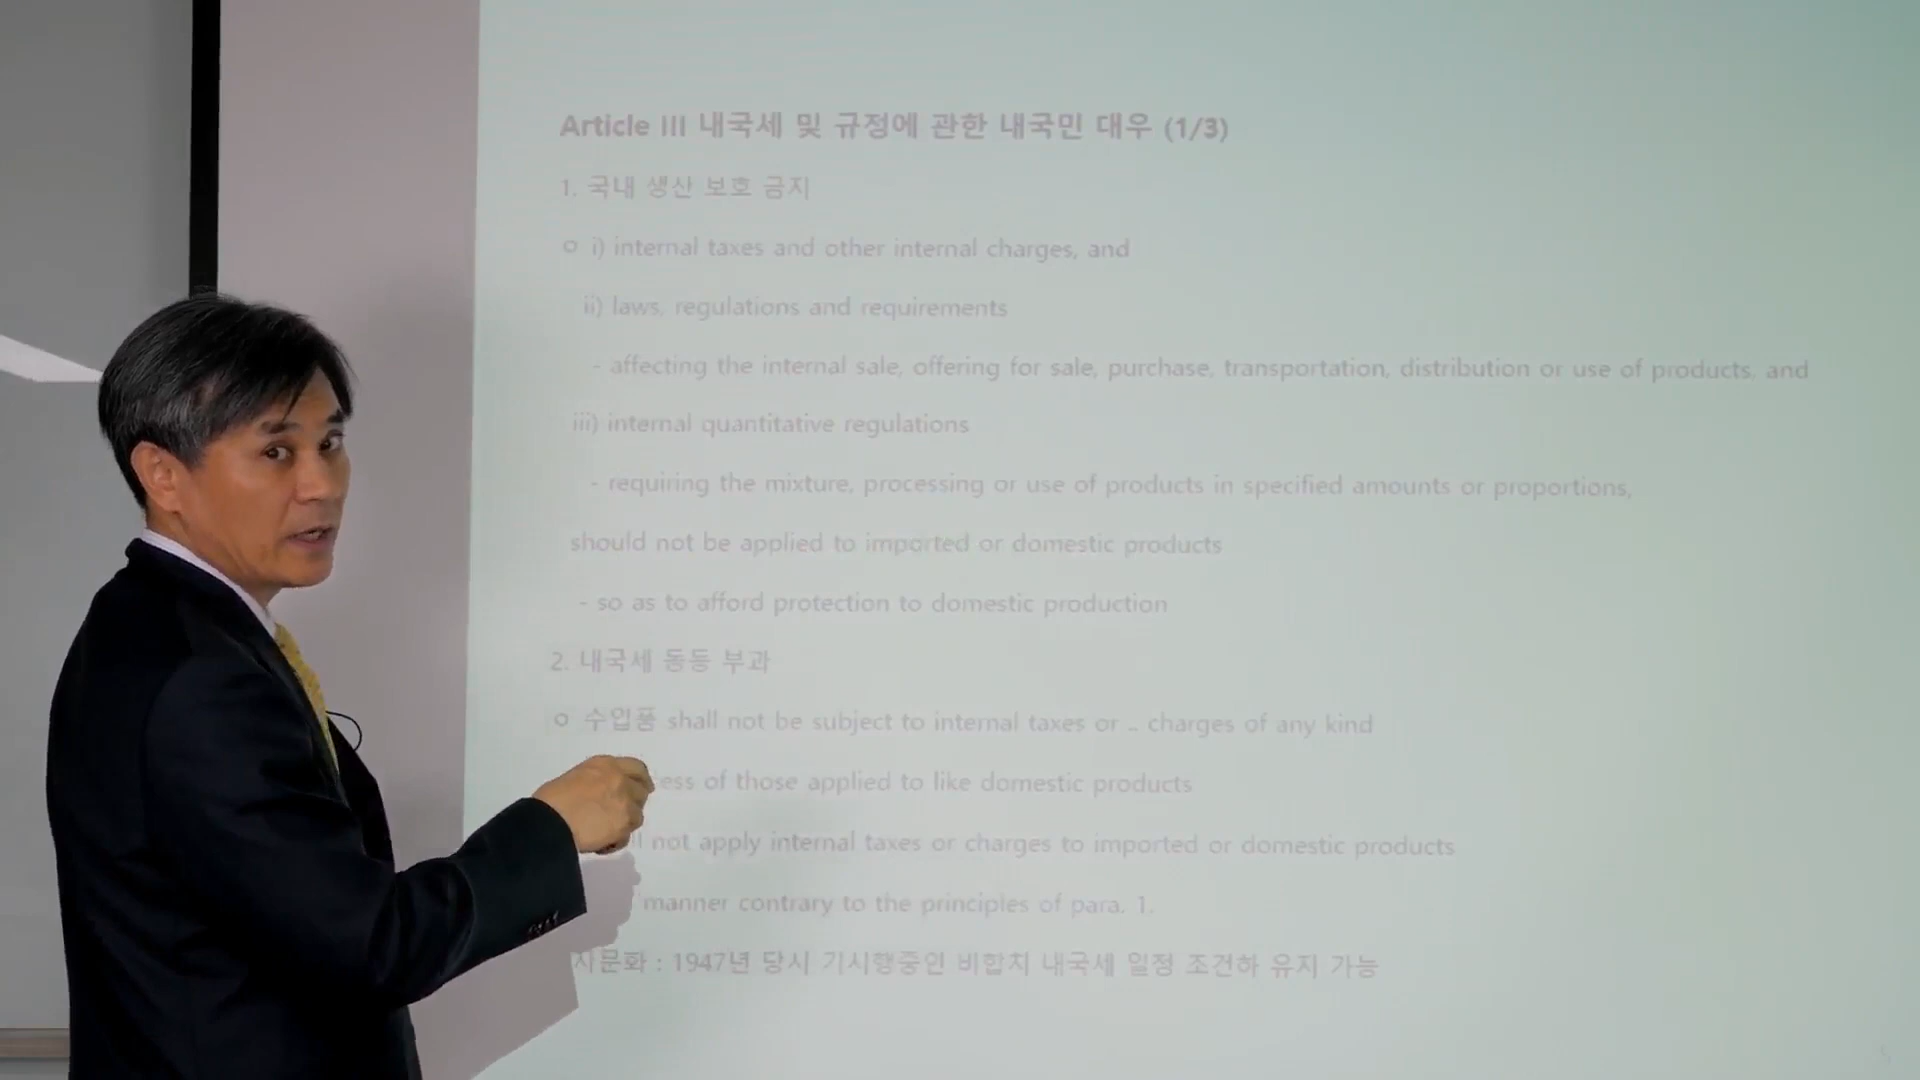 Article III 내국세 및 규정에 관한 내국민 대우 (1/3)
1. 국내 생산 보호 금지
ㅇ i) internal taxes and other internal charges, and
ii) laws, regulations and requirements
- affecting the internal sale, offering for sale, purchase, transportation, distribution or use of products, and
iii) internal quantitative regulations
- requiring the mixture, processing or use of products in specified amounts or proportions,
should not be applied to imported or domestic products
- so as to afford protection to domestic production
2. 내국세 동등 부과
ㅇ 수입품 shall not be subject to internal taxes or .. charges of any kind
of those applied to like domestic products
not apply internal taxes or charges to imported or domestic products
manner contrary to the principles of para. 1.
사문화 : 1947년 당시 기시행중인 비합치 내국세 일정 조건하 유지 가능